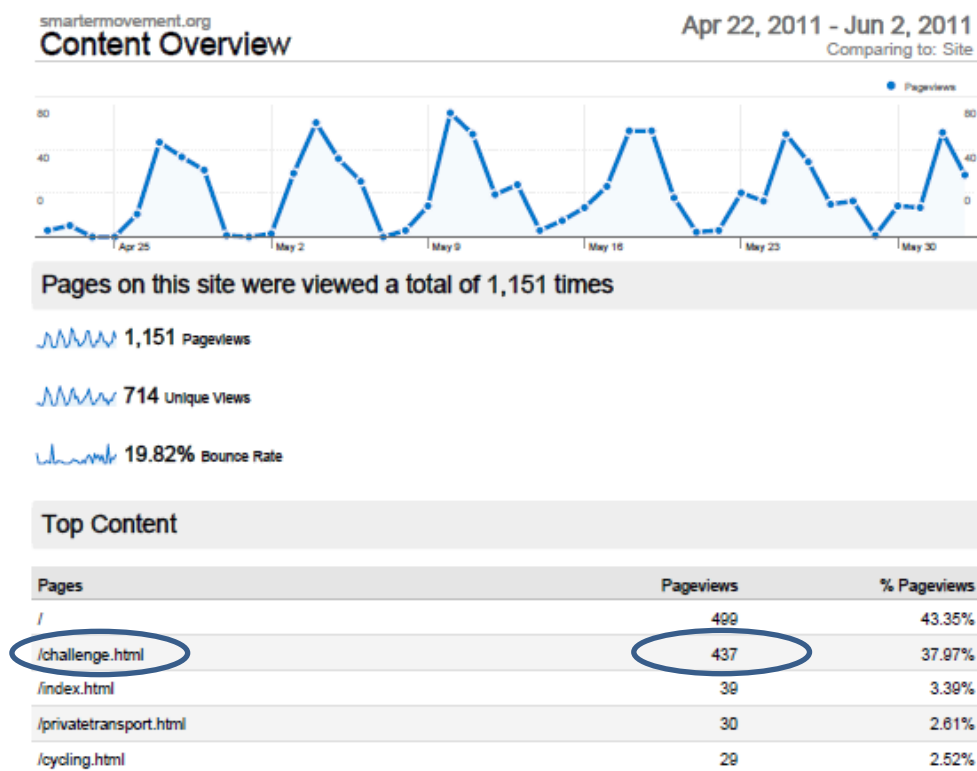 smartermovement.org
Content Overview
Apr 22, 2011 - Jun 2, 2011
Comparing to: Site
Pageviews
80 80
40 40
0 0
Apr 25 May 2 May 9 May 16 May 23 May 30
Pages on this site were viewed a total of 1,151 times
1,151 Pageviews
714 Unique Views
19.82% Bounce Rate
Top Content
Pages Pageviews % Pageviews
/ 499 43.35%
/challenge.html 437 37.97%
/index.html 39 3.39%
/privatetransport.html 30 2.61%
/cycling.html 29 2.52%